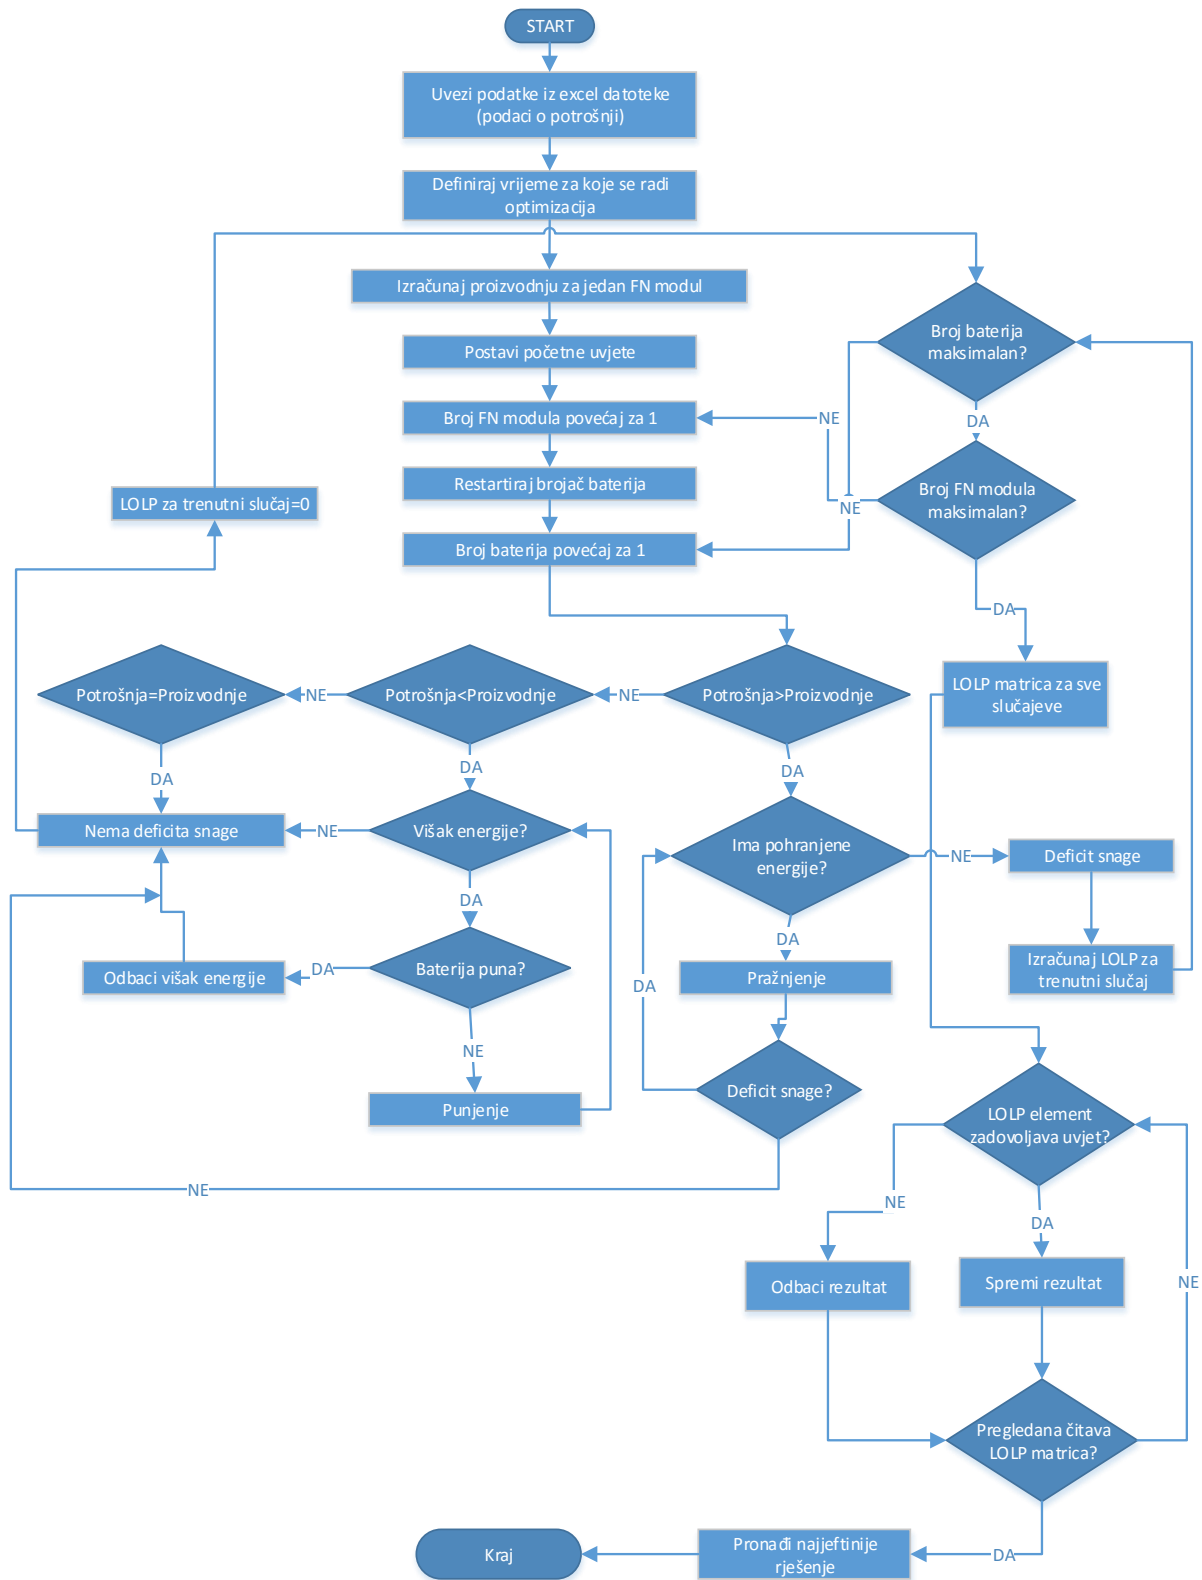 START
Uvezi podatke iz excel datoteke
(podaci o potrošnji)
Definiraj vrijeme za koje se radi
optimizacija
Izračunaj proizvodnju za jedan FN modul
Postavi početne uvjete
Broj FN modula povećaj za 1
Restartiraj brojač baterija
Broj baterija povećaj za 1
Broj baterija
maksimalan?
DA
NE
Broj FN modula
maksimalan?
NE
DA
LOLP za trenutni slučaj=0
LOLP matrica za sve
slučajeve
Potrošnja=Proizvodnje
NE
Potrošnja<Proizvodnje
NE
Potrošnja>Proizvodnje
DA
DA
DA
Nema deficita snage
NE
Višak energije?
Ima pohranjene
energije?
NE
Deficit snage
DA
DA
Odbaci višak energije
DA
Baterija puna?
Pražnjenje
DA
Izračunaj LOLP za
trenutni slučaj
NE
Punjenje
Deficit snage?
NE
LOLP element
zadovoljava uvjet?
NE
DA
NE
Odbaci rezultat
Spremi rezultat
Pregledana čitava
LOLP matrica?
DA
Pronađi najjeftinije
rješenje
Kraj